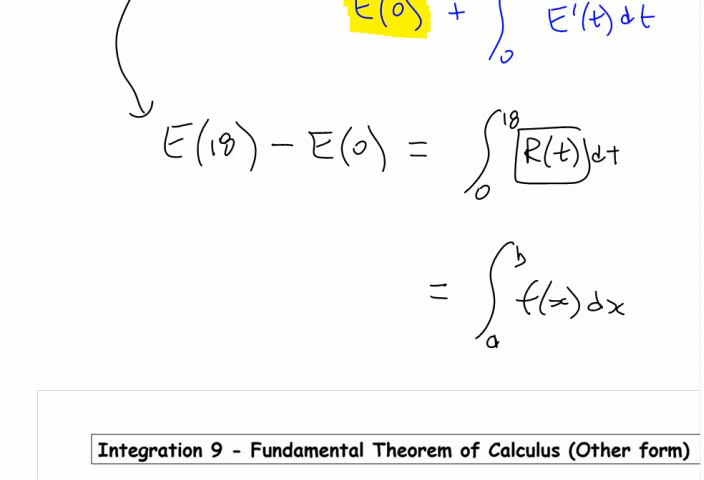 E(0) + ∫₀ E'(t)dt
E(18) − E(0) = ∫₀¹⁸ R(t)dt
= ∫ₐᵇ f(x)dx
Integration 9 - Fundamental Theorem of Calculus (Other form)